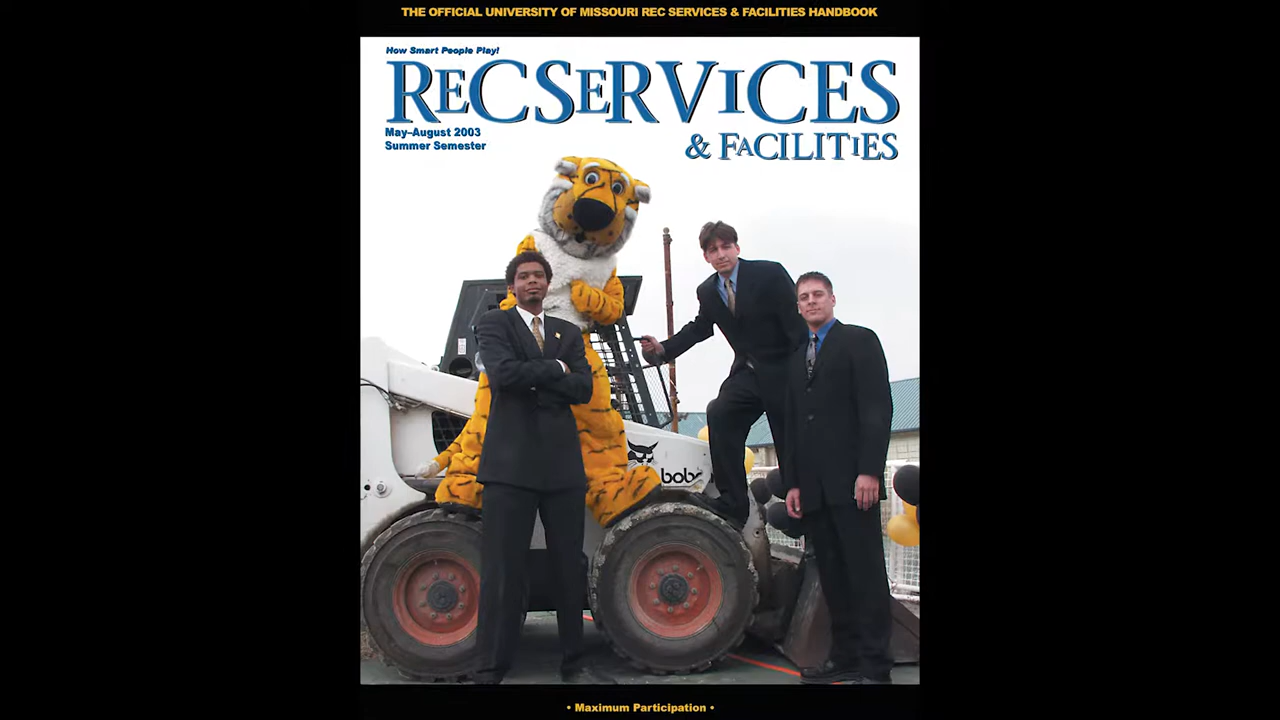 THE OFFICIAL UNIVERSITY OF MISSOURI REC SERVICES & FACILITIES HANDBOOK
How Smart People Play!
RECSERVICES
& FACILITIES
May–August 2003
Summer Semester
bobc
• Maximum Participation •